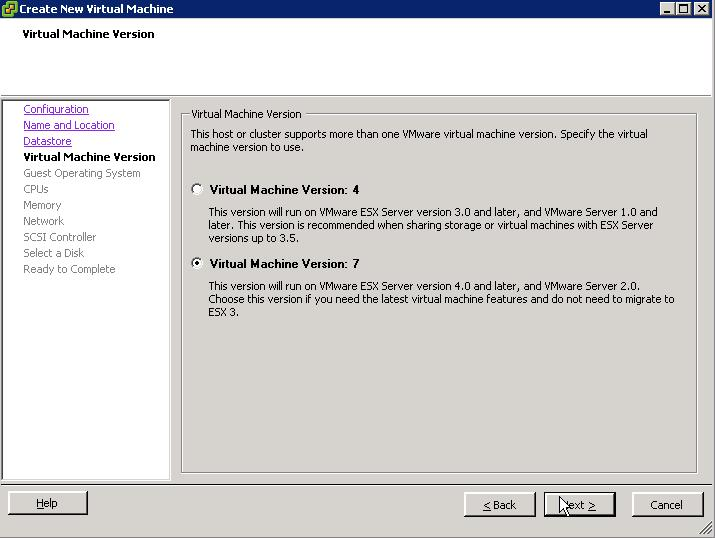 Create New Virtual Machine
Virtual Machine Version
Configuration
Name and Location
Datastore
Virtual Machine Version
Guest Operating System
CPUs
Memory
Network
SCSI Controller
Select a Disk
Ready to Complete
Virtual Machine Version
This host or cluster supports more than one VMware virtual machine version. Specify the virtual
machine version to use.
Virtual Machine Version: 4
This version will run on VMware ESX Server version 3.0 and later, and VMware Server 1.0 and
later. This version is recommended when sharing storage or virtual machines with ESX Server
versions up to 3.5.
Virtual Machine Version: 7
This version will run on VMware ESX Server version 4.0 and later, and VMware Server 2.0.
Choose this version if you need the latest virtual machine features and do not need to migrate to
ESX 3.
Help
< Back
Next >
Cancel